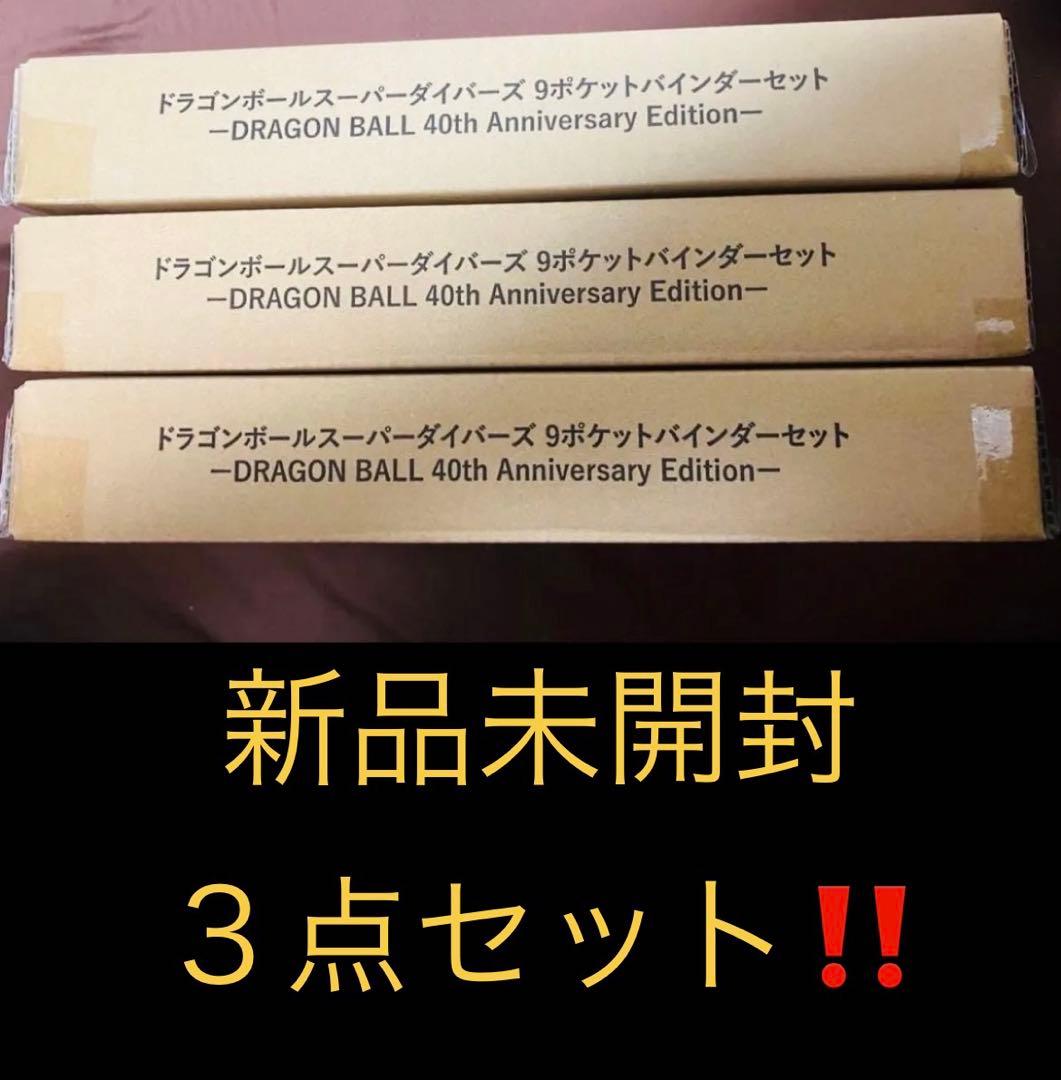 ドラゴンボールスーパーダイバーズ 9ポケットバインダーセット
ーDRAGON BALL 40th Anniversary Editionー
ドラゴンボールスーパーダイバーズ 9ポケットバインダーセット
ーDRAGON BALL 40th Anniversary Editionー
ドラゴンボールスーパーダイバーズ 9ポケットバインダーセット
ーDRAGON BALL 40th Anniversary Editionー
新品未開封
３点セット‼️